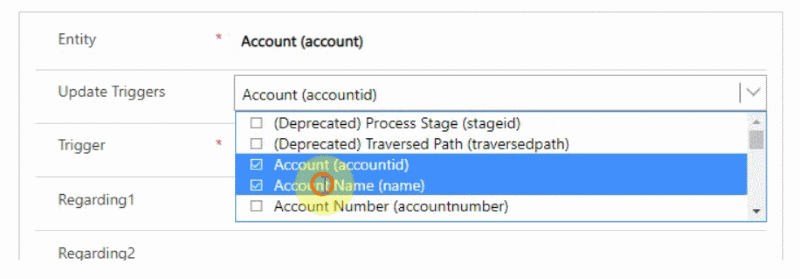 Entity * Account (account)
Update Triggers Account (accountid)
(Deprecated) Process Stage (stageid)
(Deprecated) Traversed Path (traversedpath)
Trigger *
Account (accountid)
Account Name (name)
Regarding1
Account Number (accountnumber)
Regarding2